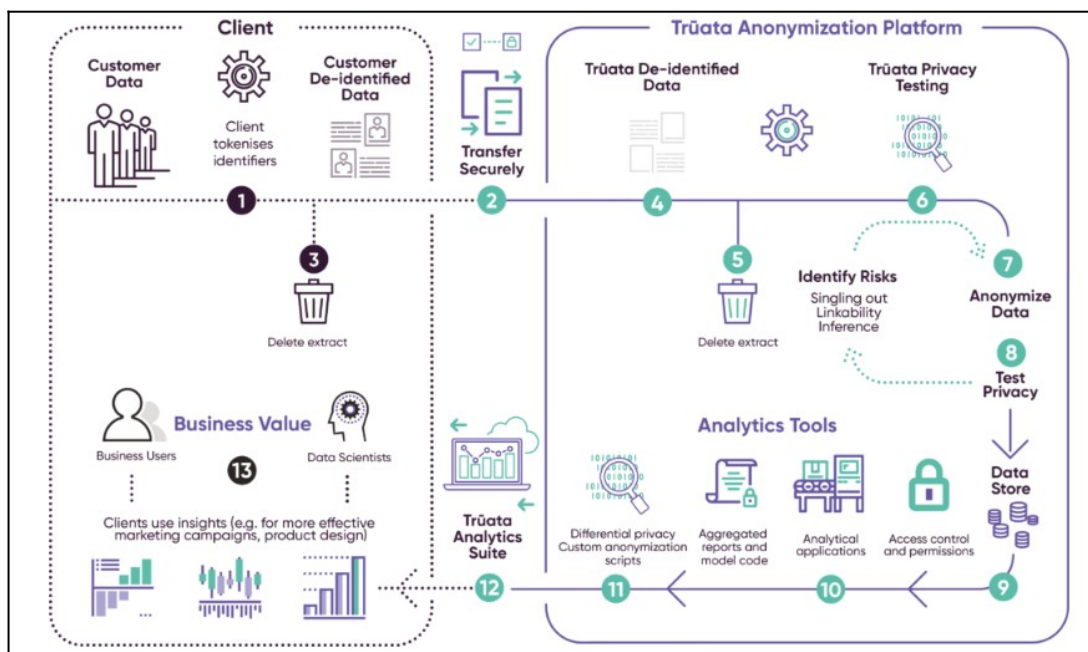 Client
Trūata Anonymization Platform
Customer
Data
Client
tokenises
identifiers
Customer
De-identified
Data
Transfer
Securely
Trūata De-identified
Data
Trūata Privacy
Testing
1
2
4
6
3
Delete extract
5
Delete extract
Identify Risks
Singling out
Linkability
Inference
7
Anonymize
Data
8
Test
Privacy
Business Users
Business Value
13
Data Scientists
Clients use insights (e.g. for more effective
marketing campaigns, product design)
Trūata
Analytics
Suite
Analytics Tools
Differential privacy
Custom anonymization
scripts
Aggregated
reports and
model code
Analytical
applications
Access control
and permissions
Data
Store
12
11
10
9